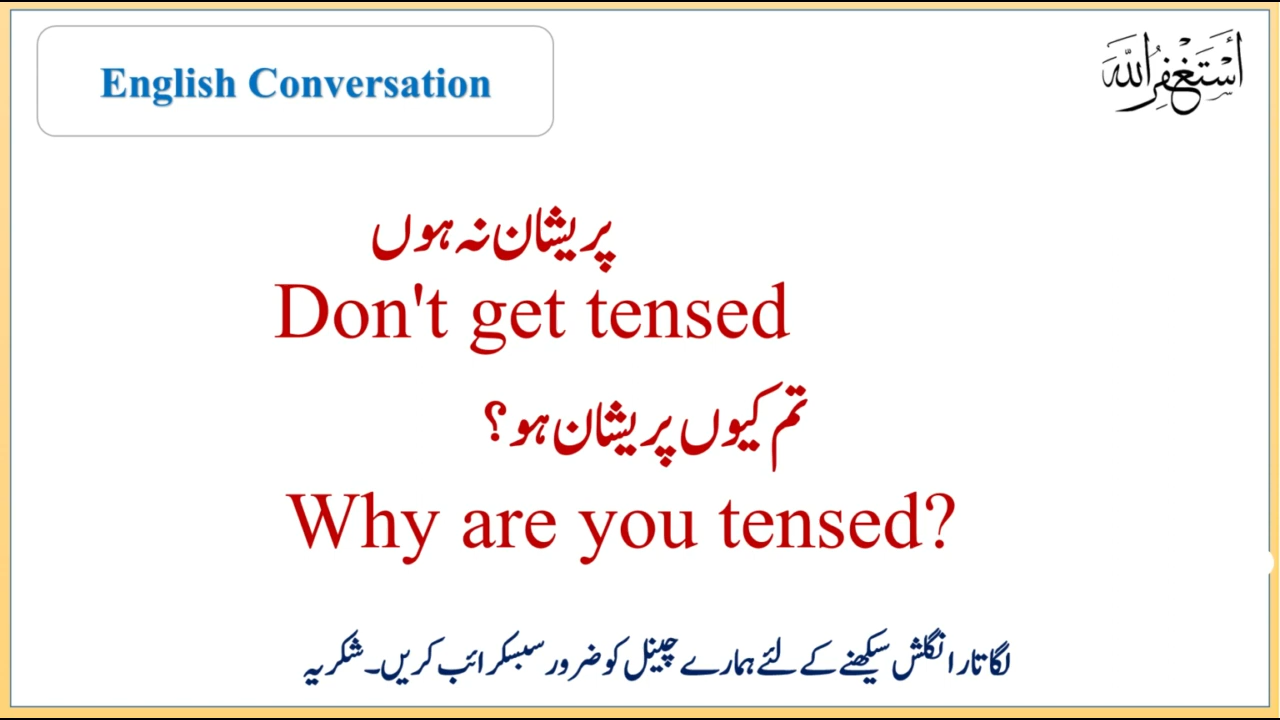 English Conversation
أَسْتَغْفِرُ اللّٰه
پریشان نہ ہوں
Don't get tensed
تم کیوں پریشان ہو؟
Why are you tensed?
لگاتار انگلش سیکھنے کے لئے ہمارے چینل کو ضرور سبسکرائب کریں۔ شکریہ